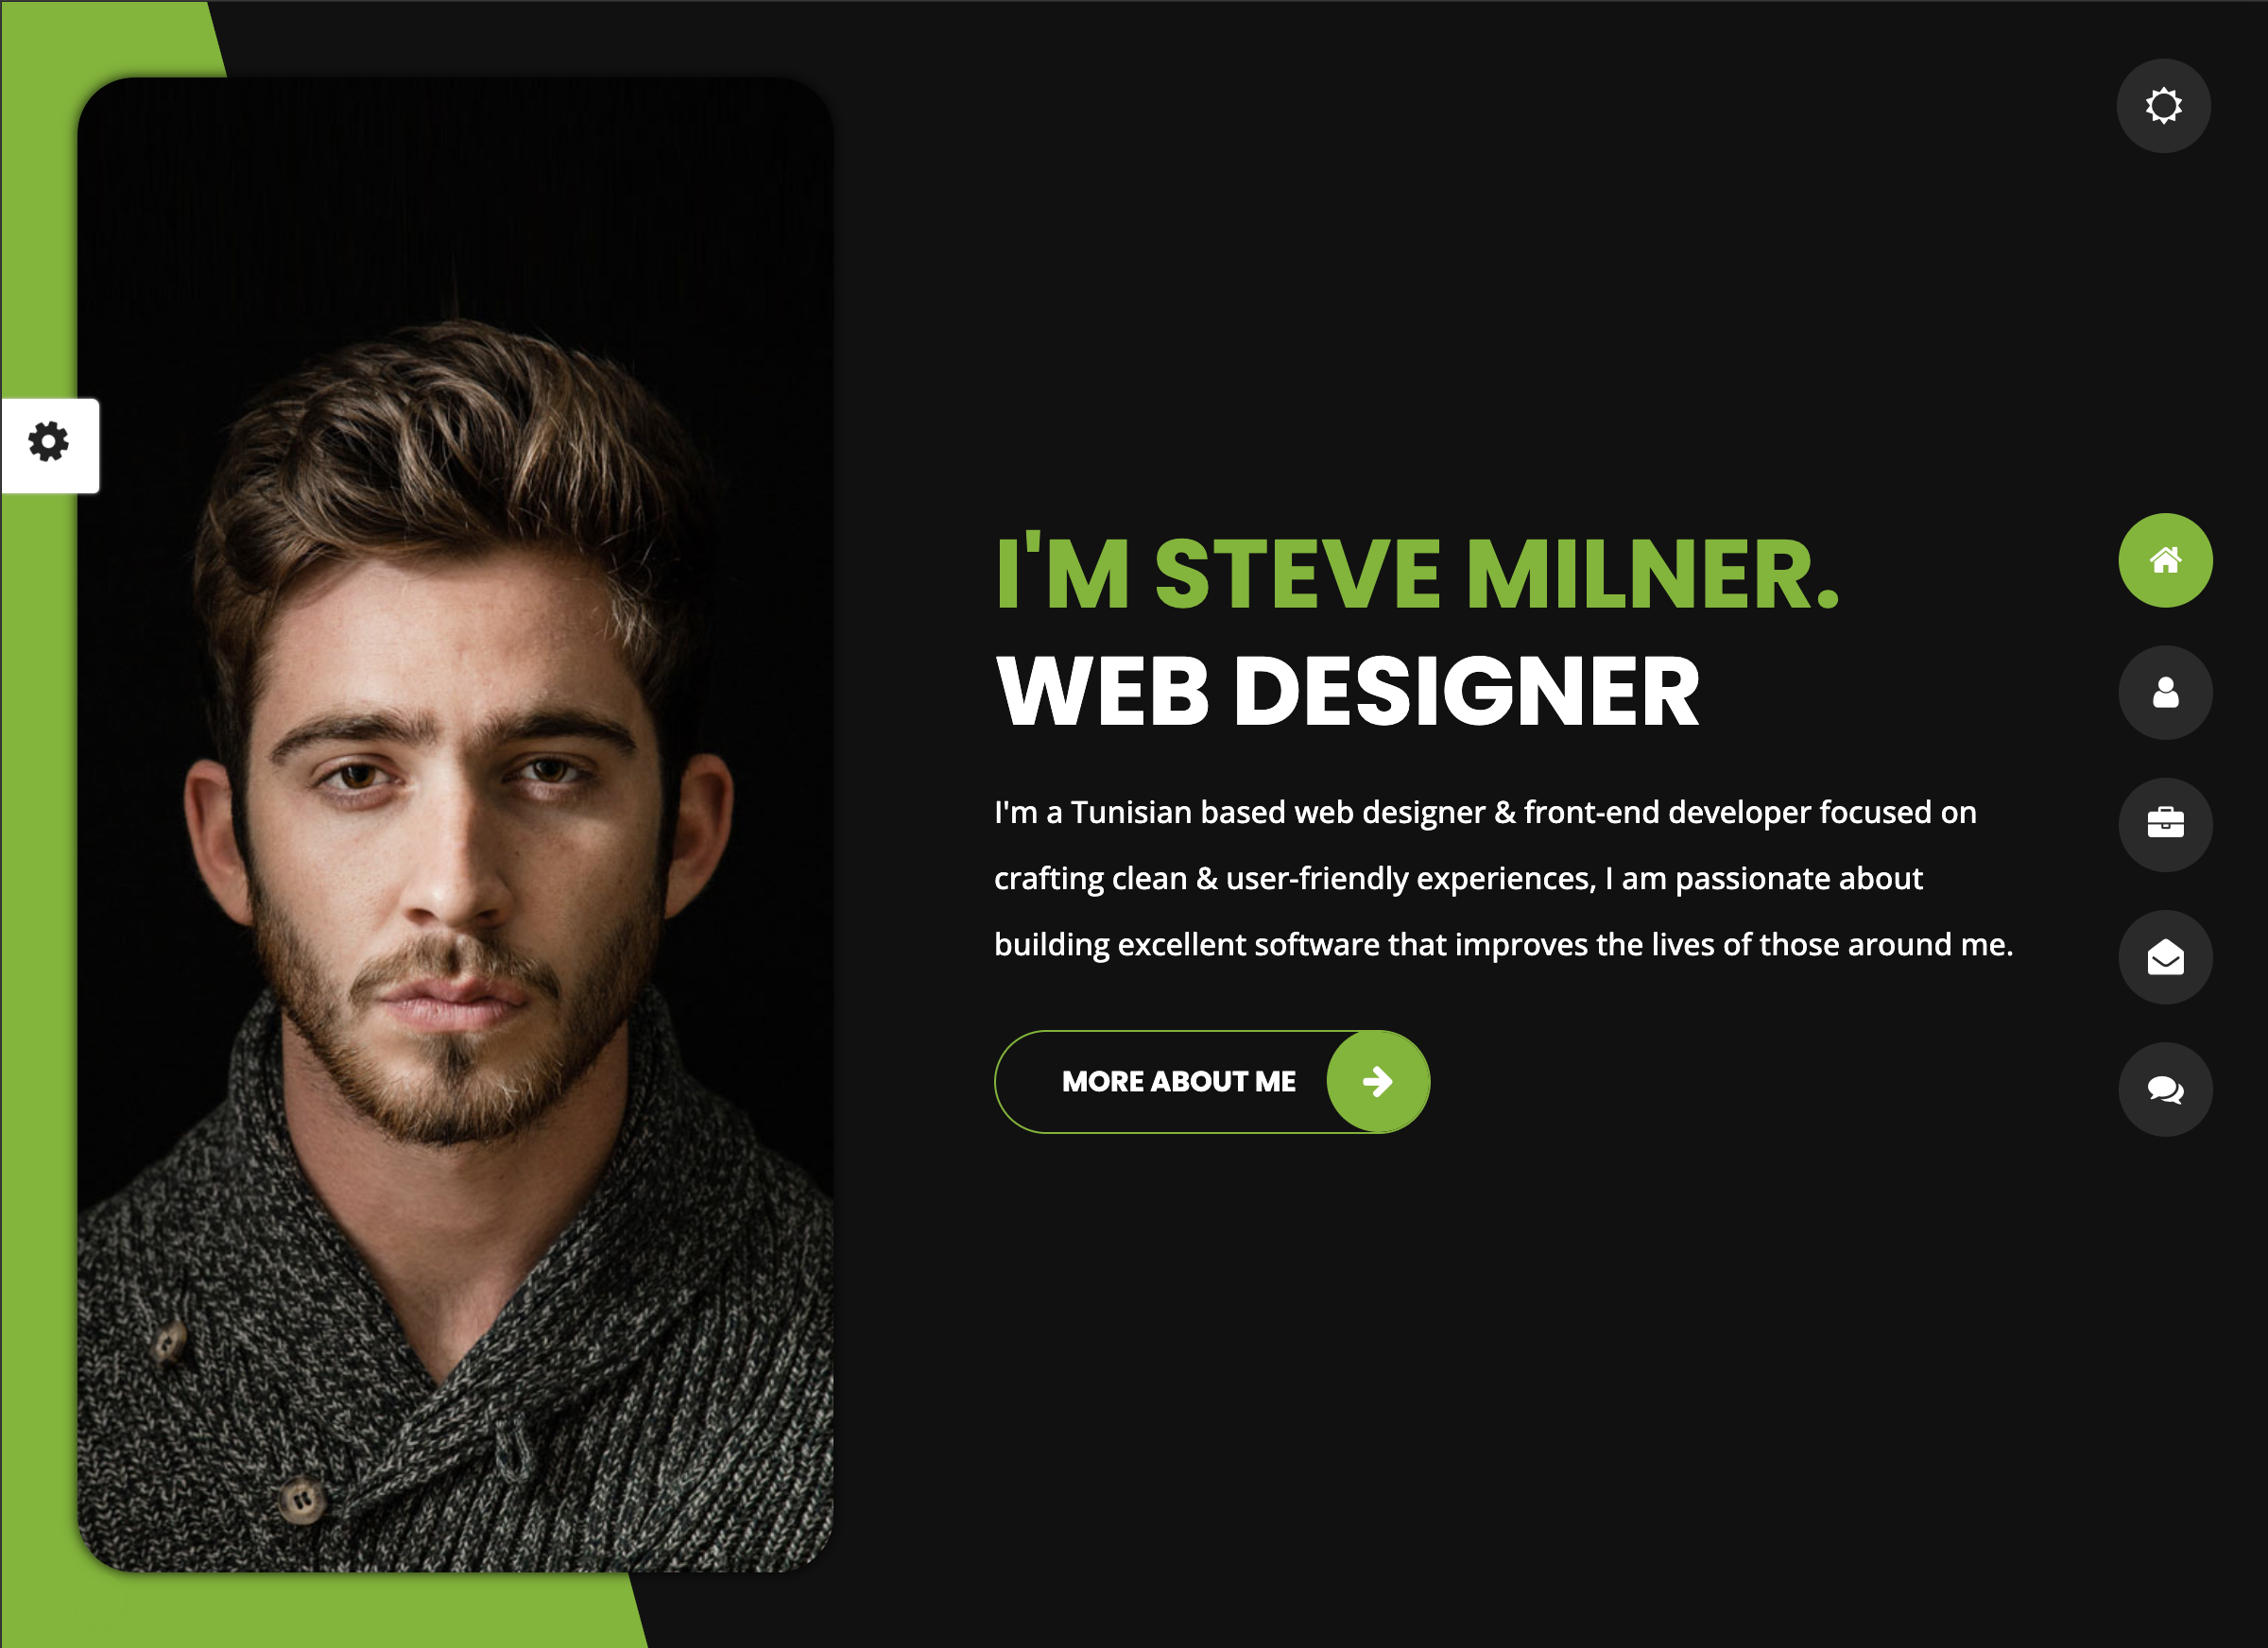 I'M STEVE MILNER.
WEB DESIGNER
I'm a Tunisian based web designer & front-end developer focused on
crafting clean & user-friendly experiences, I am passionate about
building excellent software that improves the lives of those around me.
MORE ABOUT ME